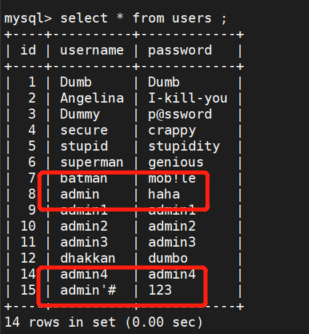 mysql> select * from users ;
+----+----------+------------+
| id | username | password   |
+----+----------+------------+
|  1 | Dumb     | Dumb       |
|  2 | Angelina | I-kill-you |
|  3 | Dummy    | p@ssword   |
|  4 | secure   | crappy     |
|  5 | stupid   | stupidity  |
|  6 | superman | genious    |
|  7 | batman   | mob!le     |
|  8 | admin    | haha       |
|  9 | admin1   | admin1     |
| 10 | admin2   | admin2     |
| 11 | admin3   | admin3     |
| 12 | dhakkan  | dumbo      |
| 14 | admin4   | admin4     |
| 15 | admin'#  | 123        |
+----+----------+------------+
14 rows in set (0.00 sec)